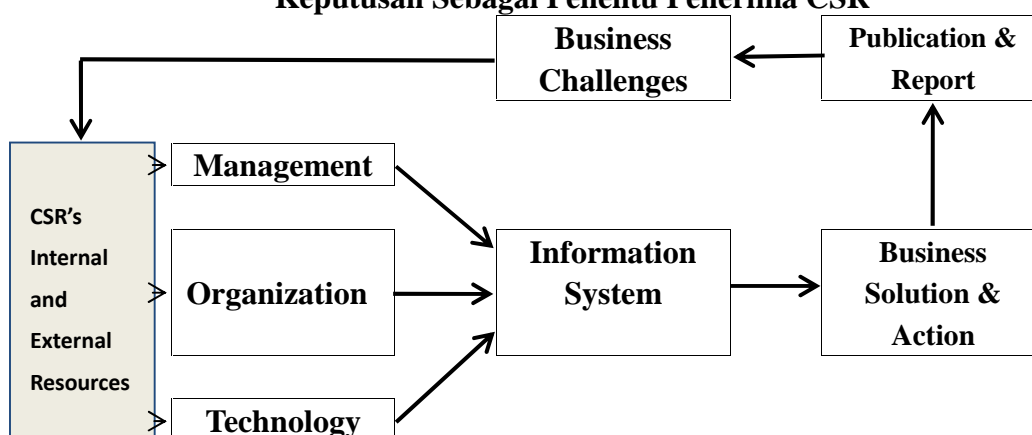 Keputusan Sebagai Penentu Penerima CSR
Business
Challenges
Publication &
Report
CSR's
Internal
and
External
Resources
Management
Organization
Technology
Information
System
Business
Solution &
Action